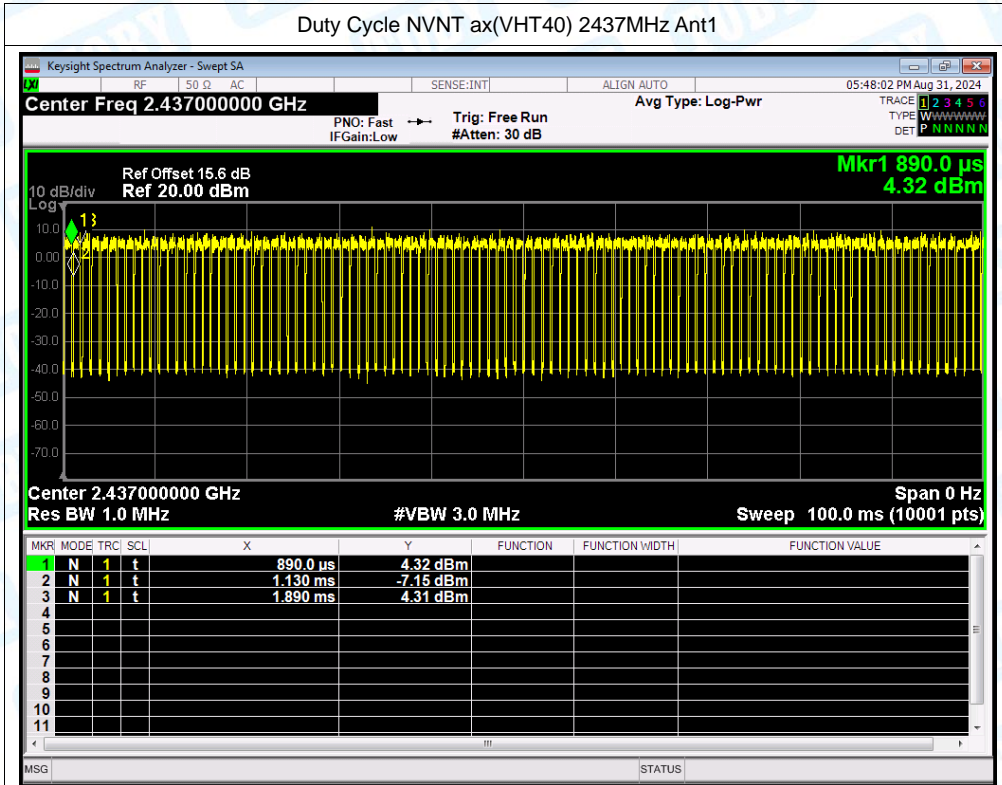 Duty Cycle NVNT ax(VHT40) 2437MHz Ant1
Keysight Spectrum Analyzer - Swept SA
LXI RF 50 Ω AC SENSE:INT ALIGN AUTO 05:48:02 PM Aug 31, 2024
Center Freq 2.437000000 GHz Avg Type: Log-Pwr TRACE 1 2 3 4 5 6
PNO: Fast Trig: Free Run TYPE WWWWWWW
IFGain:Low #Atten: 30 dB DET P N N N N N
Mkr1 890.0 µs
4.32 dBm
Ref Offset 15.6 dB
10 dB/div Ref 20.00 dBm
Log
10.0
0.00
-10.0
-20.0
-30.0
-40.0
-50.0
-60.0
-70.0
1 3
2
Center 2.437000000 GHz Span 0 Hz
Res BW 1.0 MHz #VBW 3.0 MHz Sweep 100.0 ms (10001 pts)
MKR MODE TRC SCL X Y FUNCTION FUNCTION WIDTH FUNCTION VALUE
1 N 1 t 890.0 µs 4.32 dBm
2 N 1 t 1.130 ms -7.15 dBm
3 N 1 t 1.890 ms 4.31 dBm
4
5
6
7
8
9
10
11
MSG STATUS